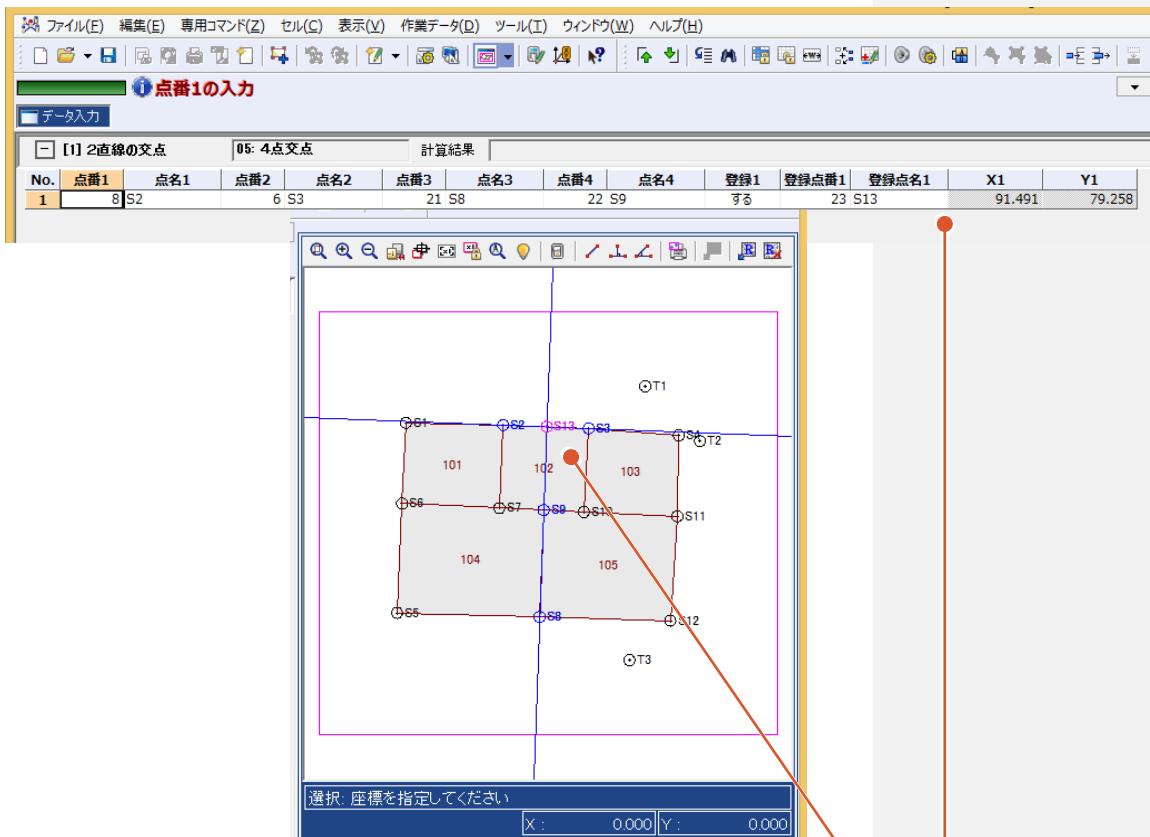 ファイル(F) 編集(E) 専用コマンド(Z) セル(C) 表示(V) 作業データ(D) ツール(T) ウィンドウ(W) ヘルプ(H)
点番1の入力
データ入力
[1] 2直線の交点 05: 4点交点 計算結果
No. 点番1 点名1 点番2 点名2 点番3 点名3 点番4 点名4 登録1 登録点番1 登録点名1 X1 Y1
1 8 S2 6 S3 21 S8 22 S9 する 23 S13 91.491 79.258
T1
S1 S2 S13 S3 S4 T2
101 102 103
S6 S7 S9 S10 S11
104 105
S5 S8 S12
T3
選択: 座標を指定してください
X : 0.000 Y : 0.000